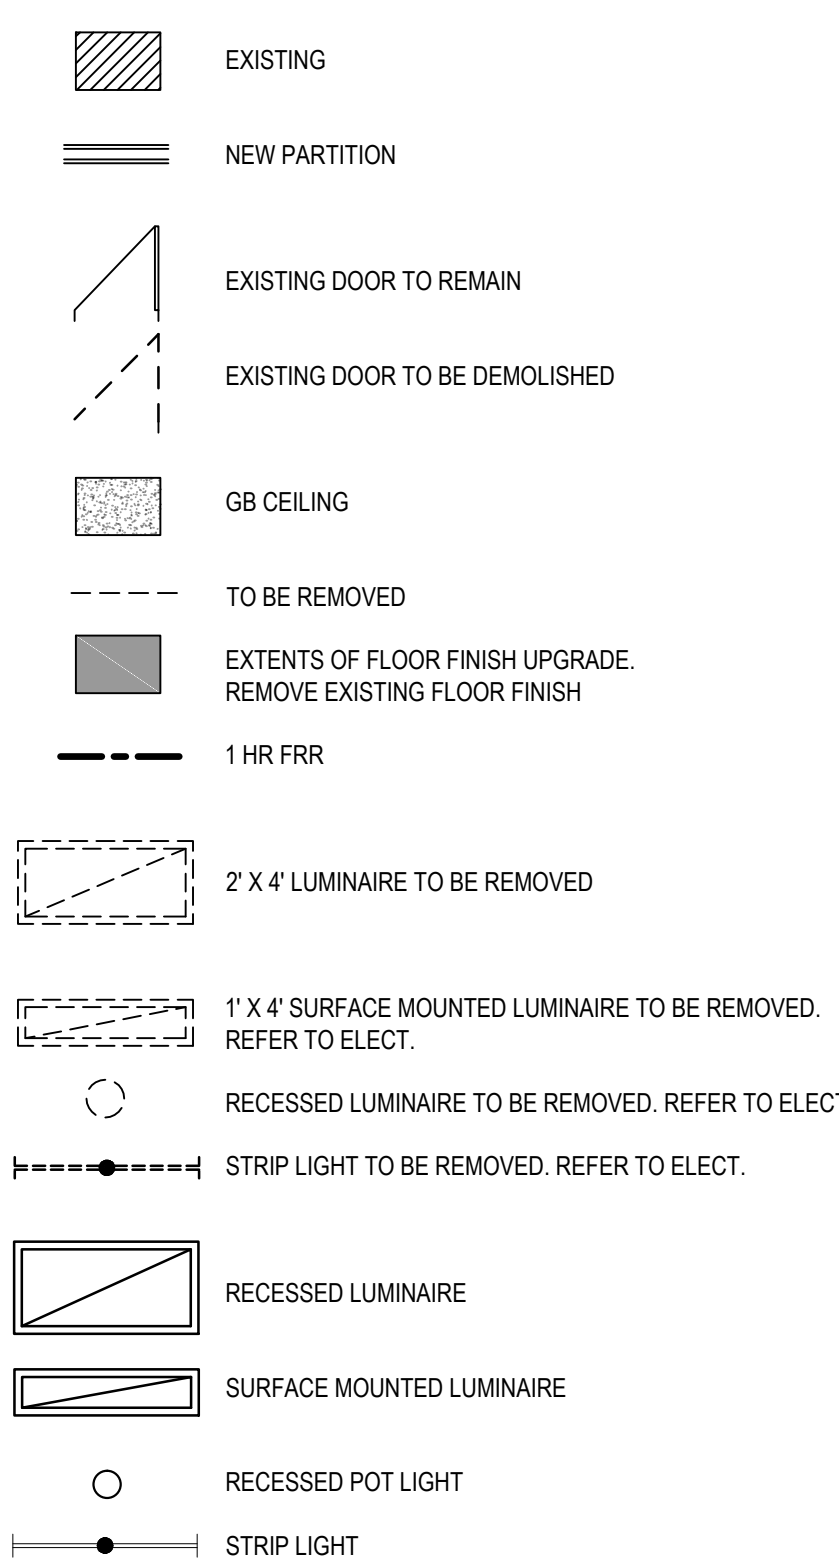 EXISTING
NEW PARTITION
EXISTING DOOR TO REMAIN
EXISTING DOOR TO BE DEMOLISHED
GB CEILING
TO BE REMOVED
EXTENTS OF FLOOR FINISH UPGRADE.
REMOVE EXISTING FLOOR FINISH
1 HR FRR
2' X 4' LUMINAIRE TO BE REMOVED
1' X 4' SURFACE MOUNTED LUMINAIRE TO BE REMOVED.
REFER TO ELECT.
RECESSED LUMINAIRE TO BE REMOVED. REFER TO ELECT
STRIP LIGHT TO BE REMOVED. REFER TO ELECT.
RECESSED LUMINAIRE
SURFACE MOUNTED LUMINAIRE
RECESSED POT LIGHT
STRIP LIGHT